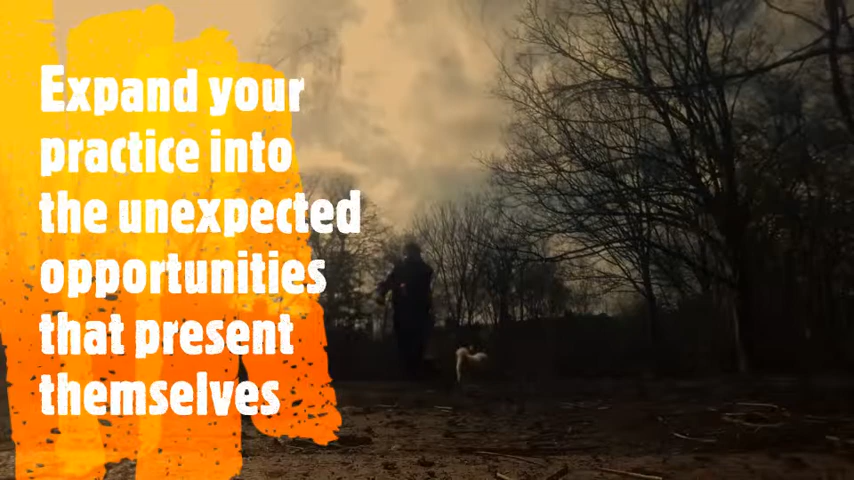 Expand your
practice into
the unexpected
opportunities
that present
themselves